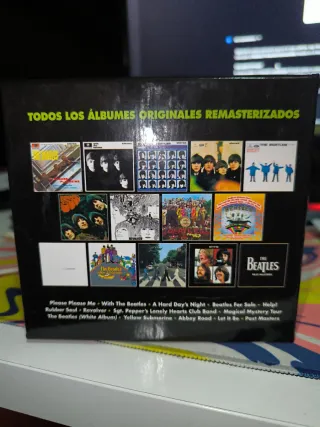 TODOS LOS ÁLBUMES ORIGINALES REMASTERIZADOS
THE BEATLES
Please Please Me • With The Beatles • A Hard Day's Night • Beatles For Sale • Help!
Rubber Soul • Revolver • Sgt. Pepper's Lonely Hearts Club Band • Magical Mystery Tour
The Beatles (White Album) • Yellow Submarine • Abbey Road • Let It Be • Past Masters